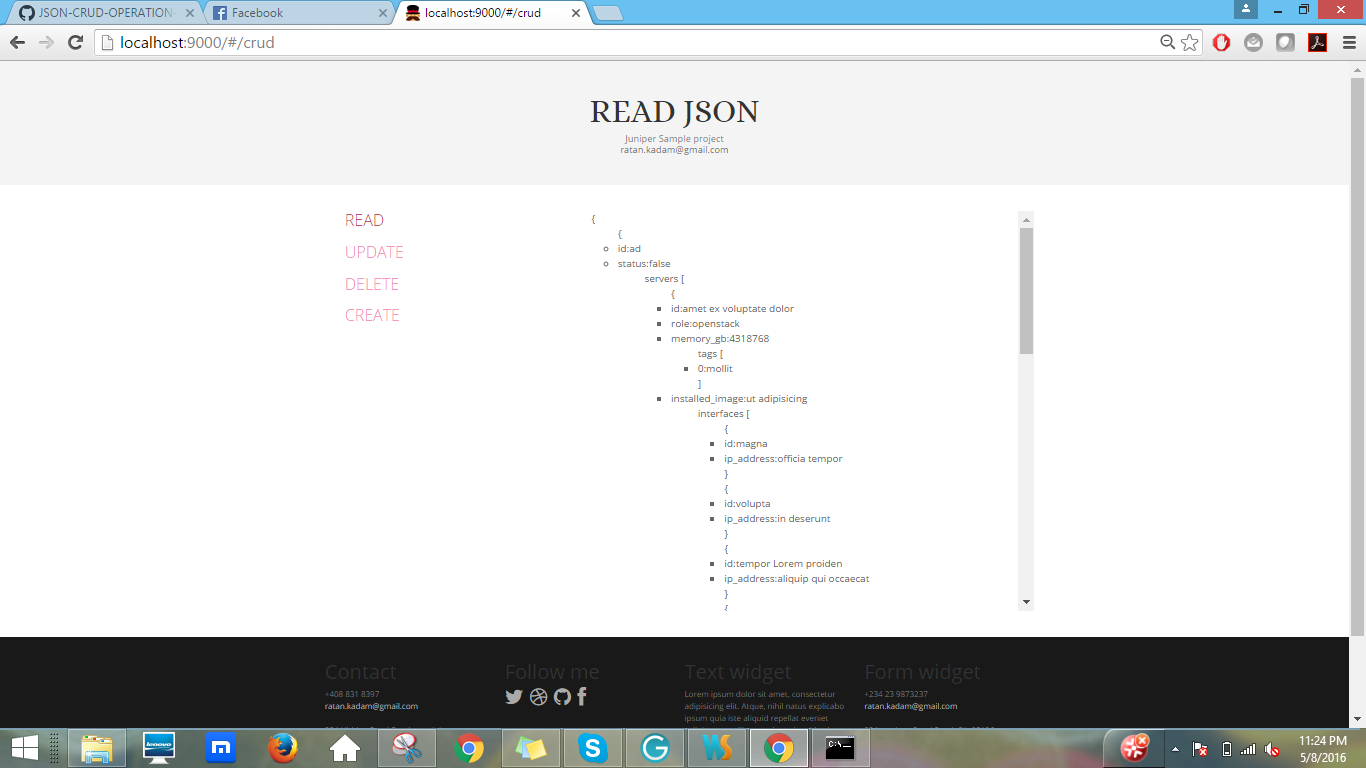 JSON-CRUD-OPERATION-
Facebook
localhost:9000/#/crud
localhost:9000/#/crud
READ JSON
Juniper Sample project
ratan.kadam@gmail.com
READ
UPDATE
DELETE
CREATE
{
{
id:ad
status:false
servers [
{
id:amet ex voluptate dolor
role:openstack
memory_gb:4318768
tags [
0:mollit
]
installed_image:ut adipisicing
interfaces [
{
id:magna
ip_address:officia tempor
}
{
id:volupta
ip_address:in deserunt
}
{
id:tempor Lorem proiden
ip_address:aliquip qui occaecat
}
{
Contact
+408 831 8397
ratan.kadam@gmail.com
Follow me
Text widget
Lorem ipsum dolor sit amet, consectetur
adipisicing elit. Atque, nihil natus explicabo
ipsum quia iste aliquid repellat eveniet
Form widget
+234 23 9873237
ratan.kadam@gmail.com
lenovo
m
S
G
WS
C:\_
11:24 PM
5/8/2016